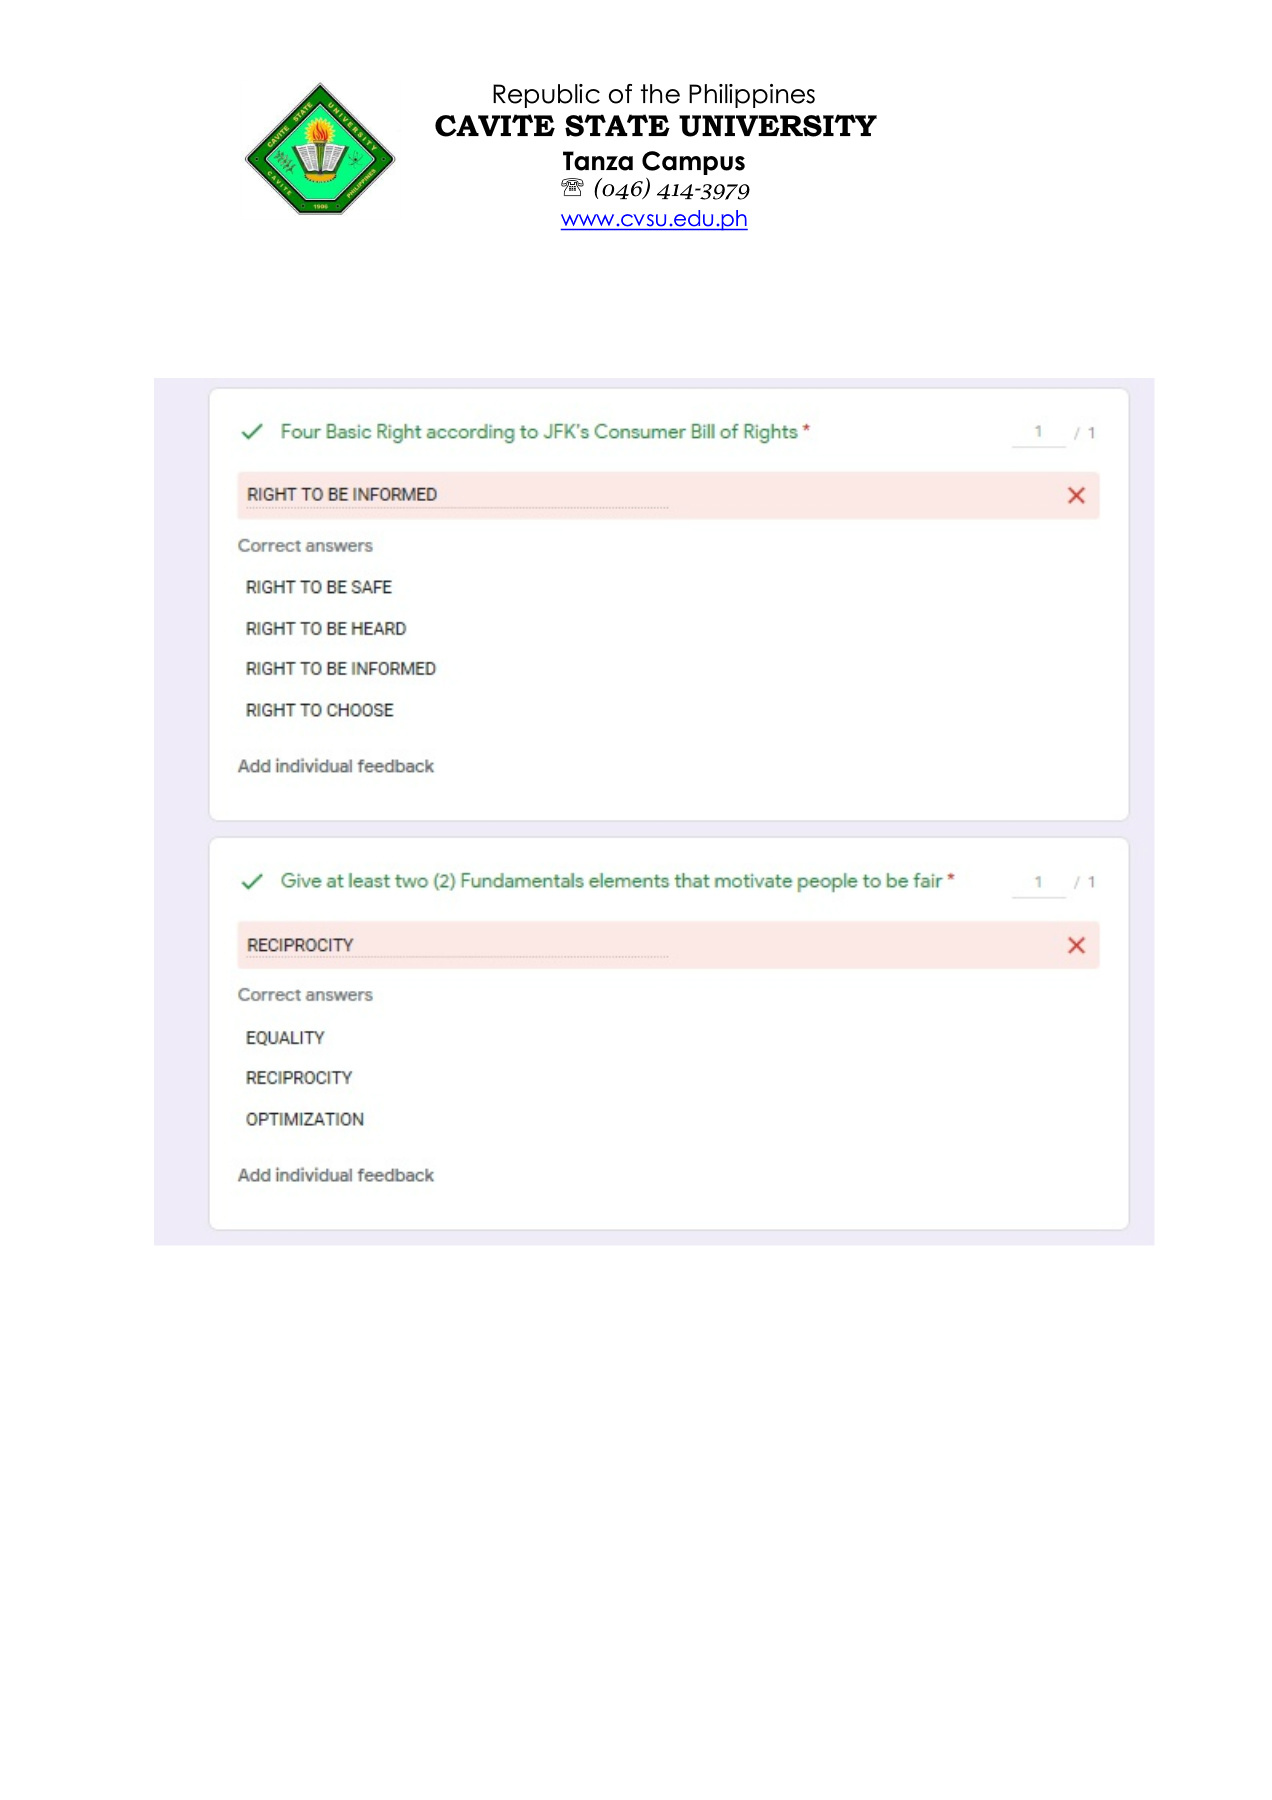 Republic of the Philippines
CAVITE STATE UNIVERSITY
Tanza Campus
☏ (046) 414-3979
www.cvsu.edu.ph
CAVITE STATE UNIVERSITY
CAVITE PHILIPPINES
1906
Four Basic Right according to JFK's Consumer Bill of Rights *
1 / 1
RIGHT TO BE INFORMED
Correct answers
RIGHT TO BE SAFE
RIGHT TO BE HEARD
RIGHT TO BE INFORMED
RIGHT TO CHOOSE
Add individual feedback
Give at least two (2) Fundamentals elements that motivate people to be fair *
1 / 1
RECIPROCITY
Correct answers
EQUALITY
RECIPROCITY
OPTIMIZATION
Add individual feedback